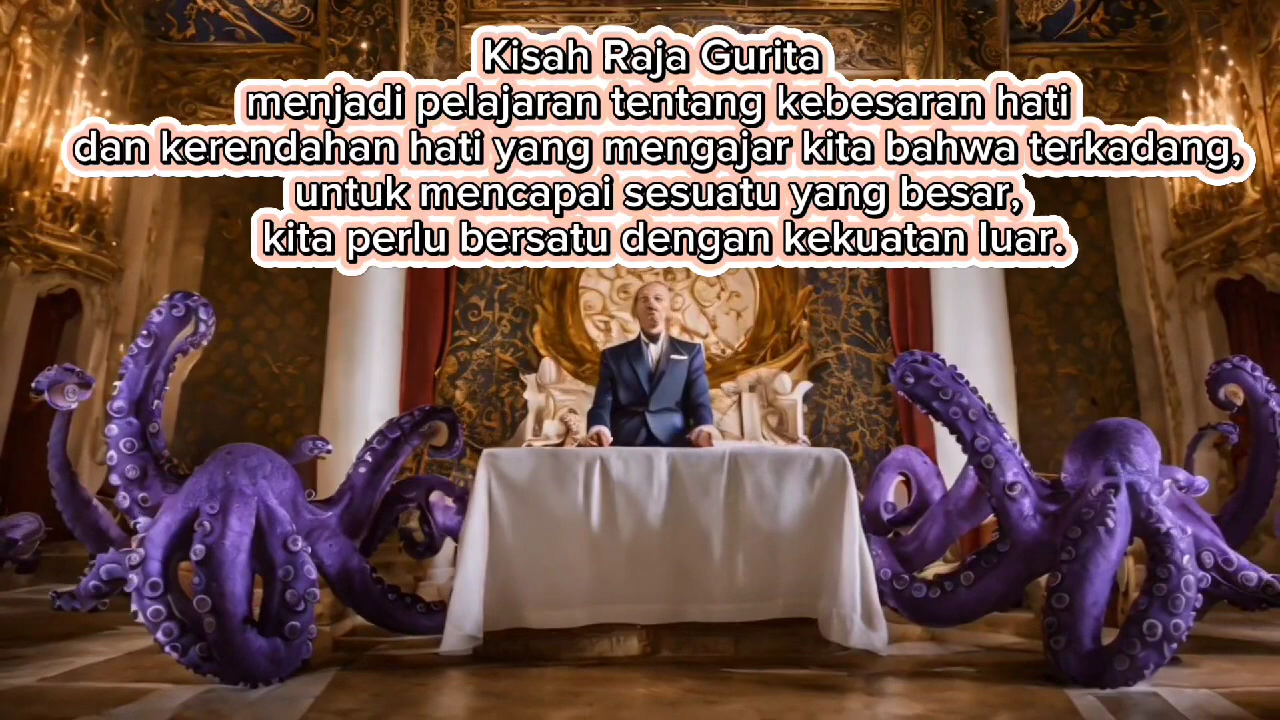 Kisah Raja Gurita
menjadi pelajaran tentang kebesaran hati
dan kerendahan hati yang mengajar kita bahwa terkadang,
untuk mencapai sesuatu yang besar,
kita perlu bersatu dengan kekuatan luar.